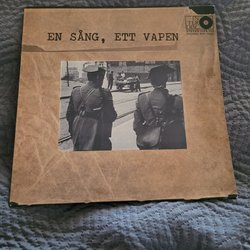 EN SÅNG, ETT VAPEN